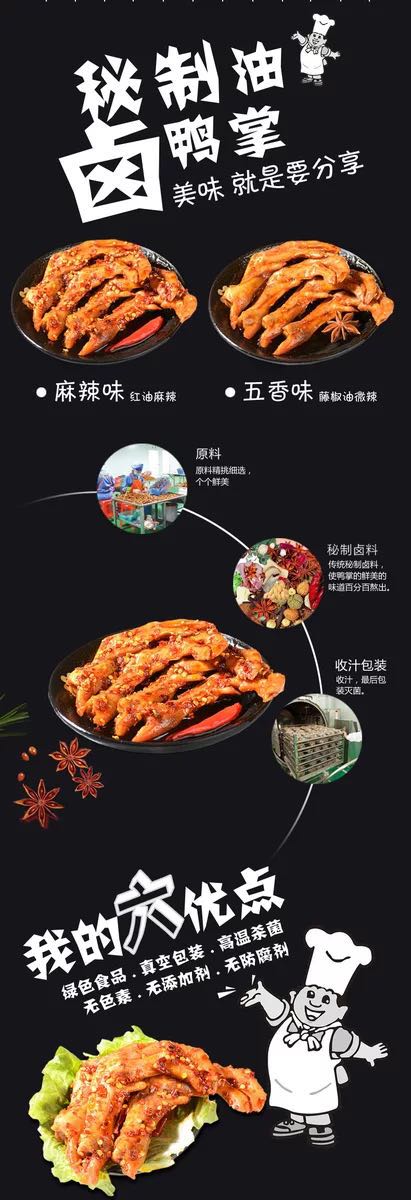 秘制油
卤鸭掌
美味 就是要分享
麻辣味 红油麻辣
五香味 藤椒油微辣
原料
原料精挑细选，
个个鲜美
秘制卤料
传统秘制卤料，
使鸭掌的鲜美的
味道百分百熬出。
收汁包装
收汁，最后包
装灭菌。
我的六优点
绿色食品 · 真空包装 · 高温杀菌
无色素 · 无添加剂 · 无防腐剂